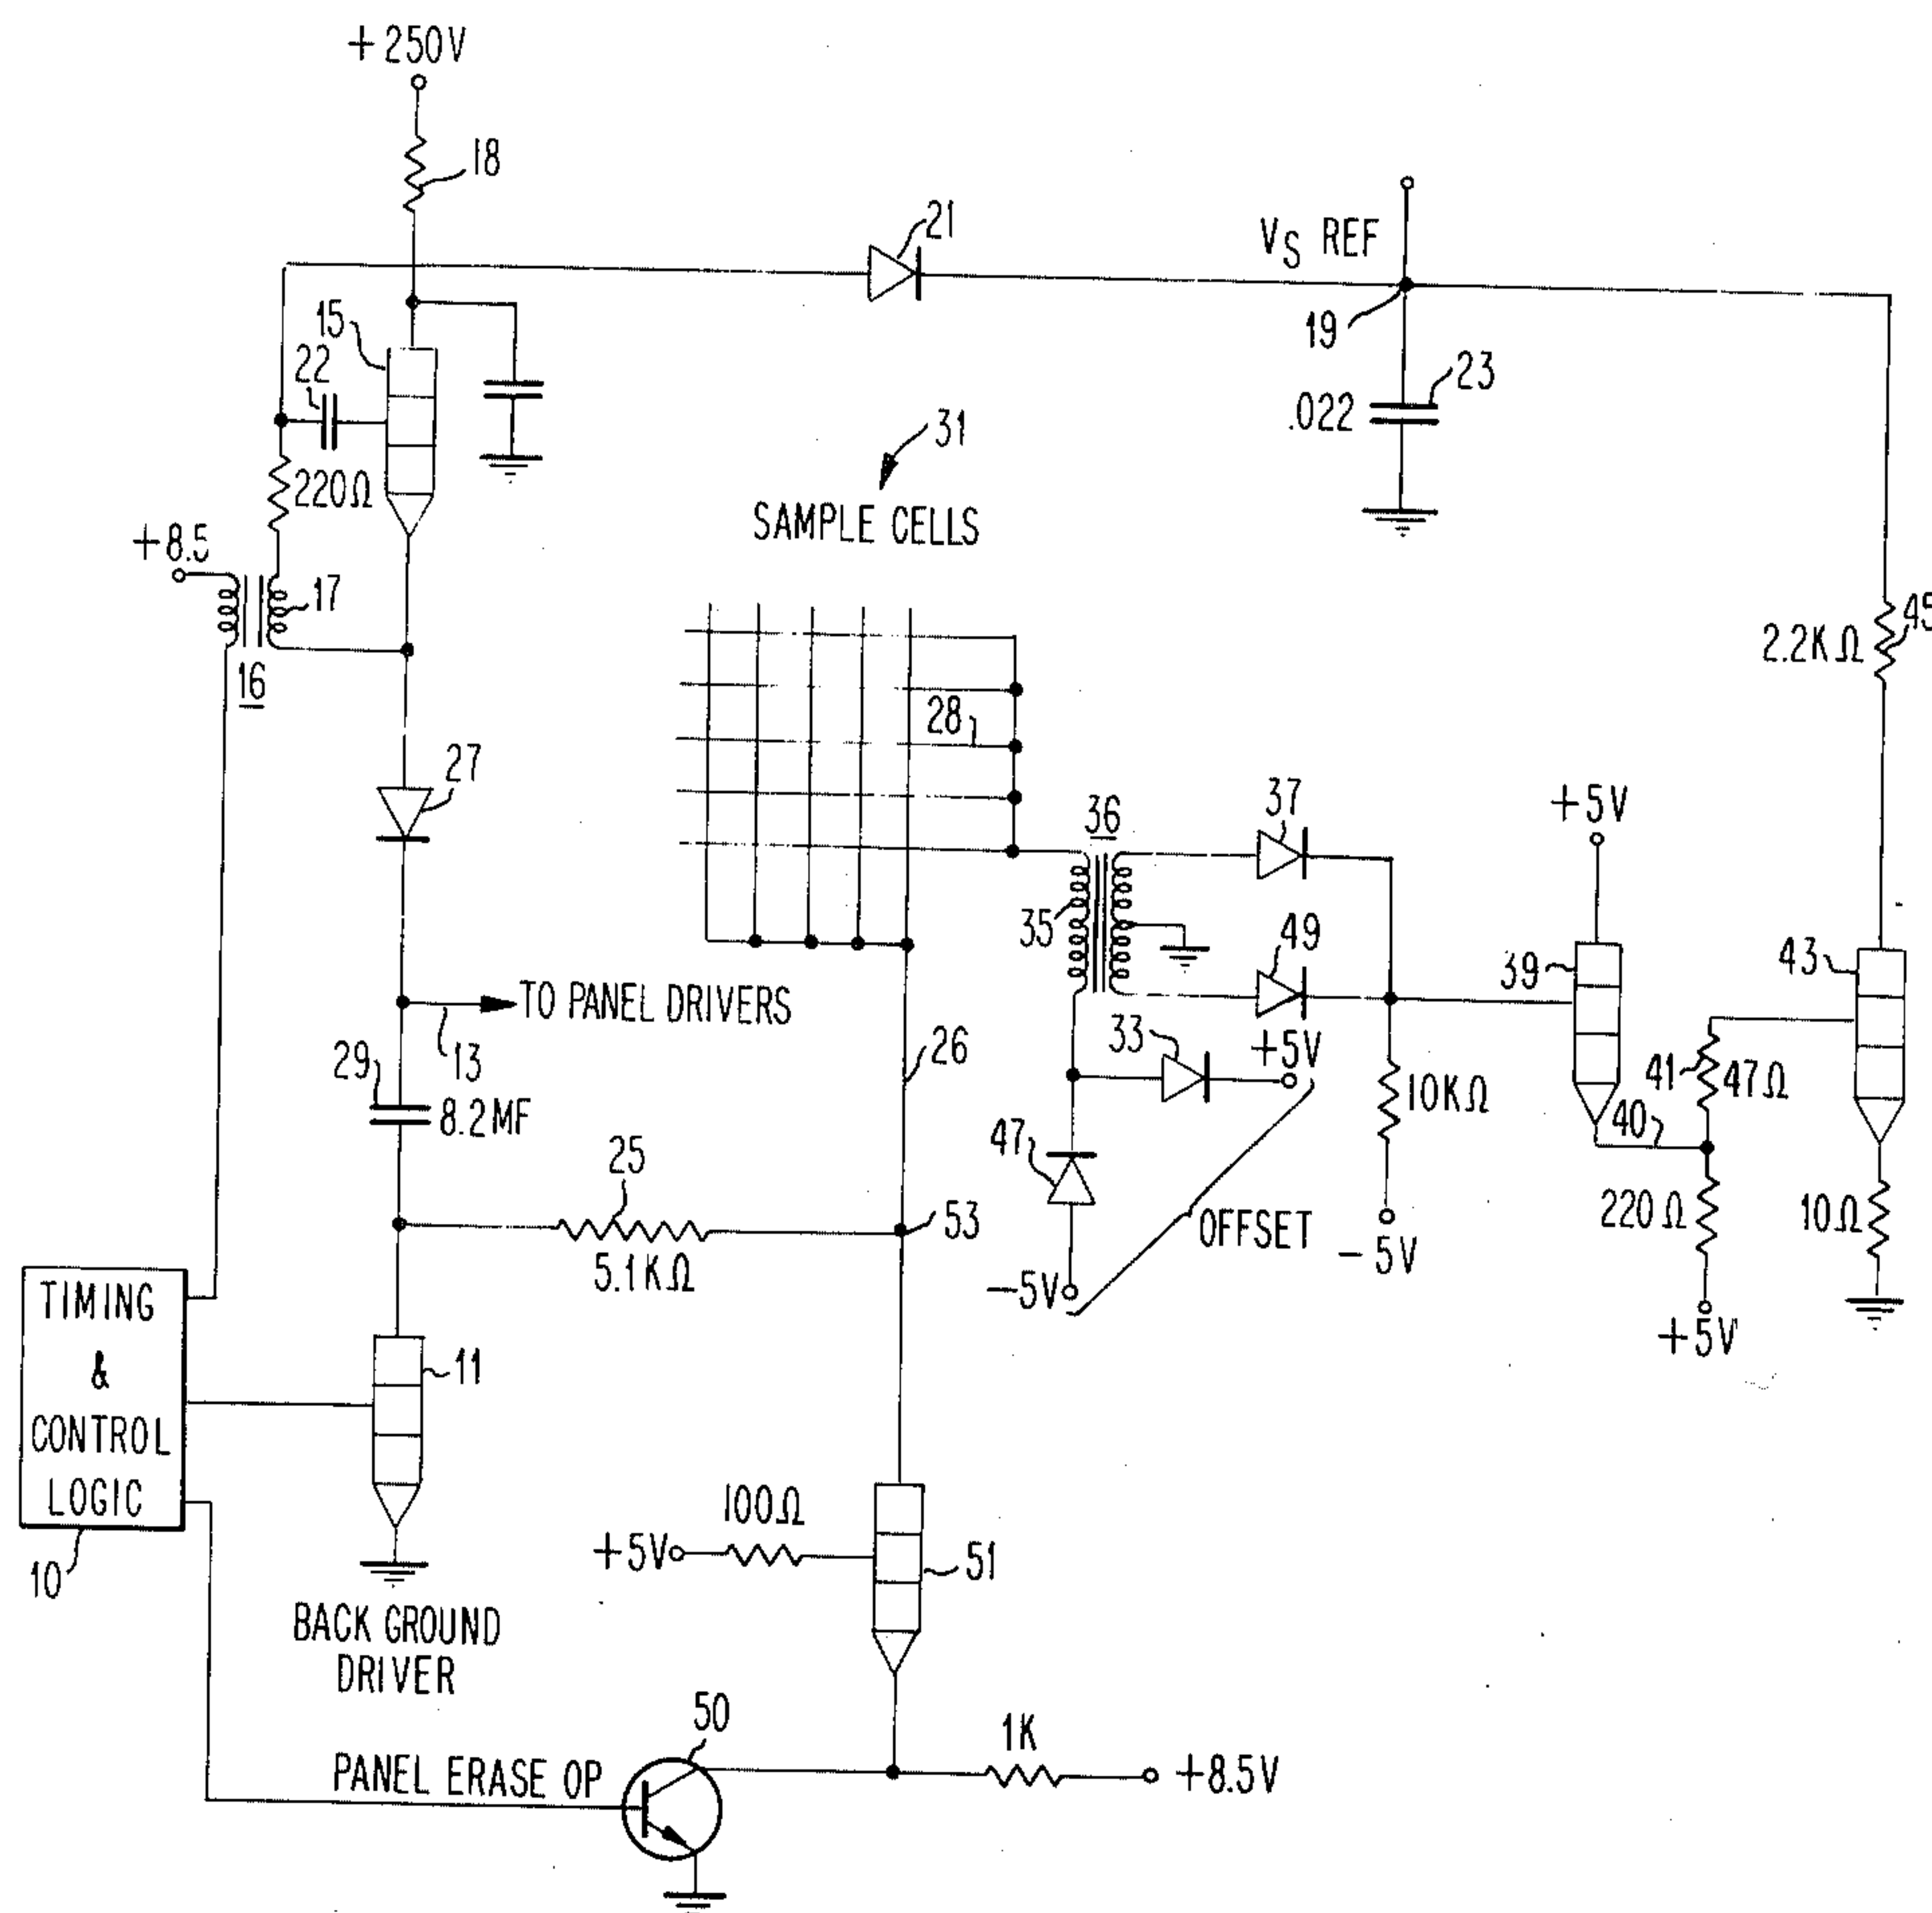 +250V
18
21
VS REF
15
22
19
23
.022
31
220Ω
SAMPLE CELLS
+8.5
17
45
2.2KΩ
16
28
27
37
+5V
36
35
49
39
43
TO PANEL DRIVERS
33
+5V
26
29
13
41
47Ω
10KΩ
8.2MF
47
40
25
53
220Ω
10Ω
OFFSET
-5V
5.1KΩ
-5V
TIMING
&
CONTROL
LOGIC
+5V
11
100Ω
+5V
51
10
BACK GROUND
DRIVER
50
1K
PANEL ERASE OP
+8.5V